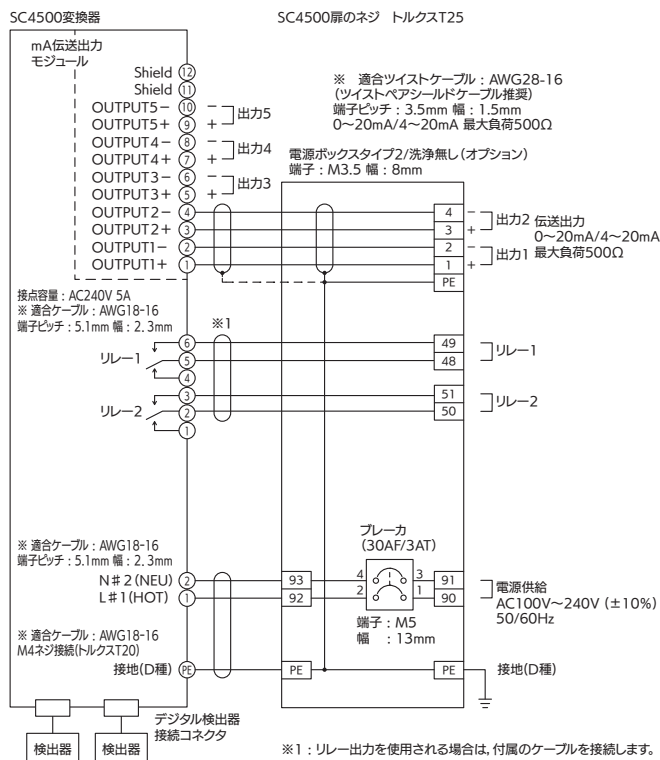 SC4500変換器
SC4500扉のネジ トルクスT25
mA伝送出力
モジュール
Shield ⑫
Shield ⑪
OUTPUT5− ⑩
OUTPUT5+ ⑨
OUTPUT4− ⑧
OUTPUT4+ ⑦
OUTPUT3− ⑥
OUTPUT3+ ⑤
OUTPUT2− ④
OUTPUT2+ ③
OUTPUT1− ②
OUTPUT1+ ①
− + 出力5
− + 出力4
− + 出力3
※ 適合ツイストケーブル：AWG28-16
(ツイストペアシールドケーブル推奨)
端子ピッチ：3.5mm 幅：1.5mm
0〜20mA/4〜20mA 最大負荷500Ω
電源ボックスタイプ2/洗浄無し(オプション)
端子：M3.5 幅：8mm
4 −
3 +
出力2
2 −
1 +
出力1
PE
伝送出力
0〜20mA/4〜20mA
最大負荷500Ω
接点容量：AC240V 5A
※ 適合ケーブル：AWG18-16
端子ピッチ：5.1mm 幅：2.3mm
※1
リレー1
⑥
⑤
④
リレー2
③
②
①
49
48
リレー1
51
50
リレー2
※ 適合ケーブル：AWG18-16
端子ピッチ：5.1mm 幅：2.3mm
N♯2(NEU) ②
L♯1(HOT) ①
93
92
ブレーカ
(30AF/3AT)
4 3
2 1
端子：M5
幅 ：13mm
91
90
電源供給
AC100V〜240V (±10%)
50/60Hz
※ 適合ケーブル：AWG18-16
M4ネジ接続(トルクスT20)
接地(D種) PE
PE
PE
接地(D種)
デジタル検出器
接続コネクタ
検出器
検出器
※1：リレー出力を使用される場合は,付属のケーブルを接続します。